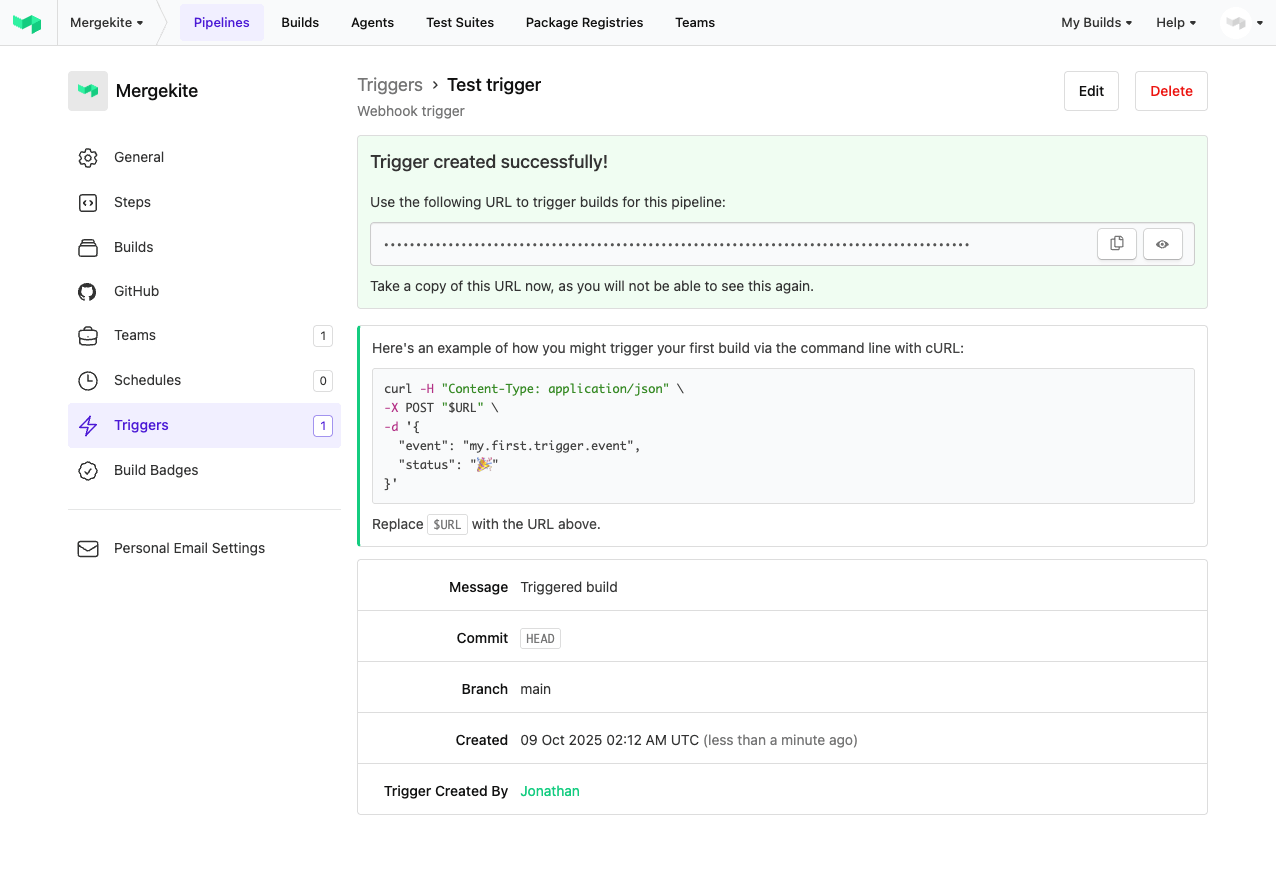 Mergekite
Pipelines
Builds
Agents
Test Suites
Package Registries
Teams
My Builds
Help
Mergekite
General
Steps
Builds
GitHub
Teams 1
Schedules 0
Triggers 1
Build Badges
Personal Email Settings
Triggers › Test trigger
Webhook trigger
Edit
Delete
Trigger created successfully!
Use the following URL to trigger builds for this pipeline:
Take a copy of this URL now, as you will not be able to see this again.
Here's an example of how you might trigger your first build via the command line with cURL:
curl -H "Content-Type: application/json" \
-X POST "$URL" \
-d '{
"event": "my.first.trigger.event",
"status": "🎉"
}'
Replace $URL with the URL above.
Message Triggered build
Commit HEAD
Branch main
Created 09 Oct 2025 02:12 AM UTC (less than a minute ago)
Trigger Created By Jonathan